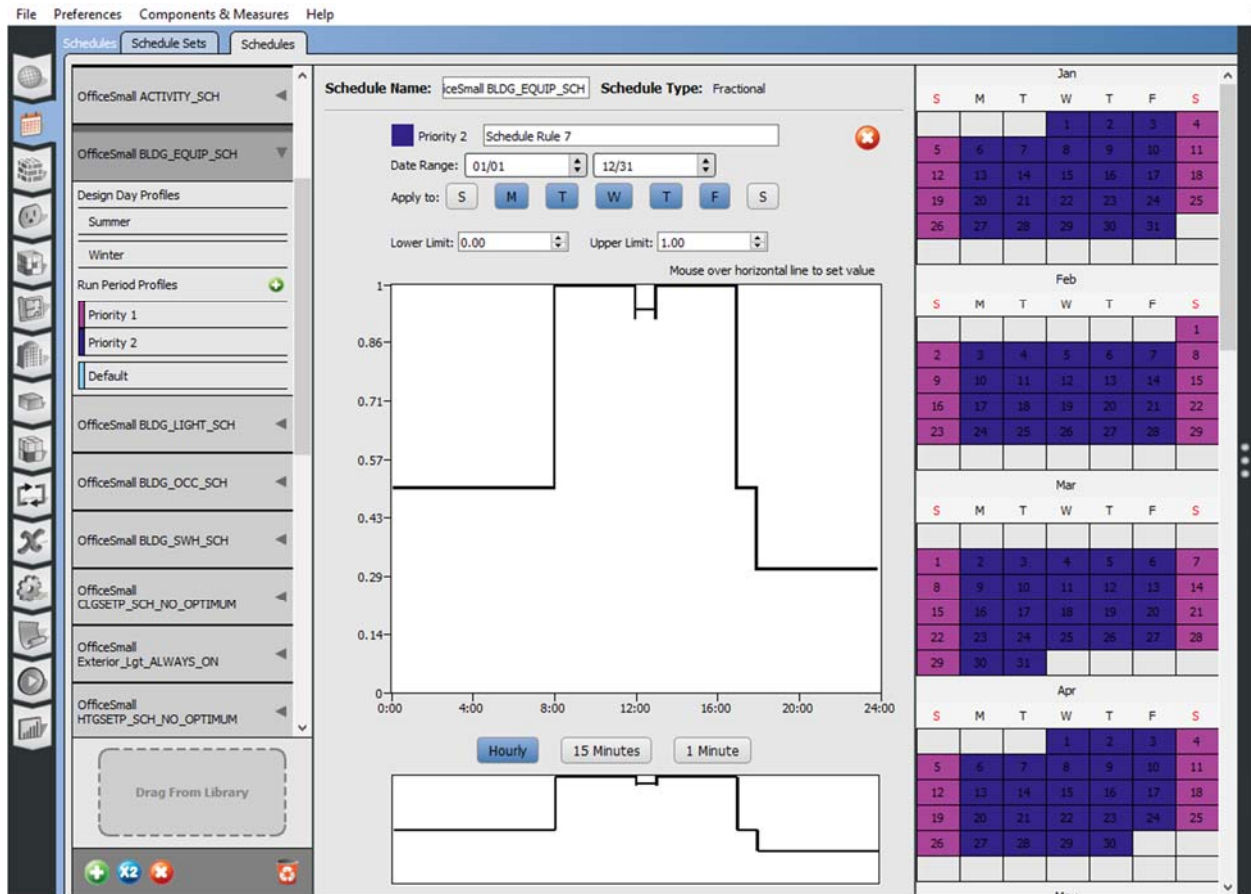 File Preferences Components & Measures Help
Schedules Schedule Sets Schedules
OfficeSmall ACTIVITY_SCH
OfficeSmall BLDG_EQUIP_SCH
Design Day Profiles
Summer
Winter
Run Period Profiles
Priority 1
Priority 2
Default
OfficeSmall BLDG_LIGHT_SCH
OfficeSmall BLDG_OCC_SCH
OfficeSmall BLDG_SWH_SCH
OfficeSmall
CLGSETP_SCH_NO_OPTIMUM
OfficeSmall
Exterior_Lgt_ALWAYS_ON
OfficeSmall
HTGSETP_SCH_NO_OPTIMUM
Drag From Library
X2
Schedule Name: iceSmall BLDG_EQUIP_SCH Schedule Type: Fractional
Priority 2 Schedule Rule 7
Date Range: 01/01 12/31
Apply to: S M T W T F S
Lower Limit: 0.00 Upper Limit: 1.00
Mouse over horizontal line to set value
1
0.86
0.71
0.57
0.43
0.29
0.14
0
0:00 4:00 8:00 12:00 16:00 20:00 24:00
Hourly 15 Minutes 1 Minute
Jan
S M T W T F S
1 2 3 4
5 6 7 8 9 10 11
12 13 14 15 16 17 18
19 20 21 22 23 24 25
26 27 28 29 30 31
Feb
S M T W T F S
1
2 3 4 5 6 7 8
9 10 11 12 13 14 15
16 17 18 19 20 21 22
23 24 25 26 27 28 29
Mar
S M T W T F S
1 2 3 4 5 6 7
8 9 10 11 12 13 14
15 16 17 18 19 20 21
22 23 24 25 26 27 28
29 30 31
Apr
S M T W T F S
1 2 3 4
5 6 7 8 9 10 11
12 13 14 15 16 17 18
19 20 21 22 23 24 25
26 27 28 29 30